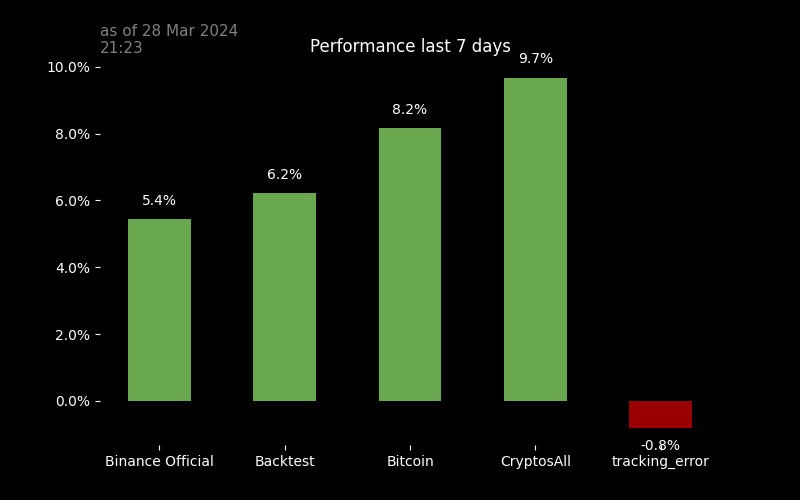 as of 28 Mar 2024
21:23
Performance last 7 days
10.0%
8.0%
6.0%
4.0%
2.0%
0.0%
5.4%
6.2%
8.2%
9.7%
-0.8%
Binance Official
Backtest
Bitcoin
CryptosAll
tracking_error